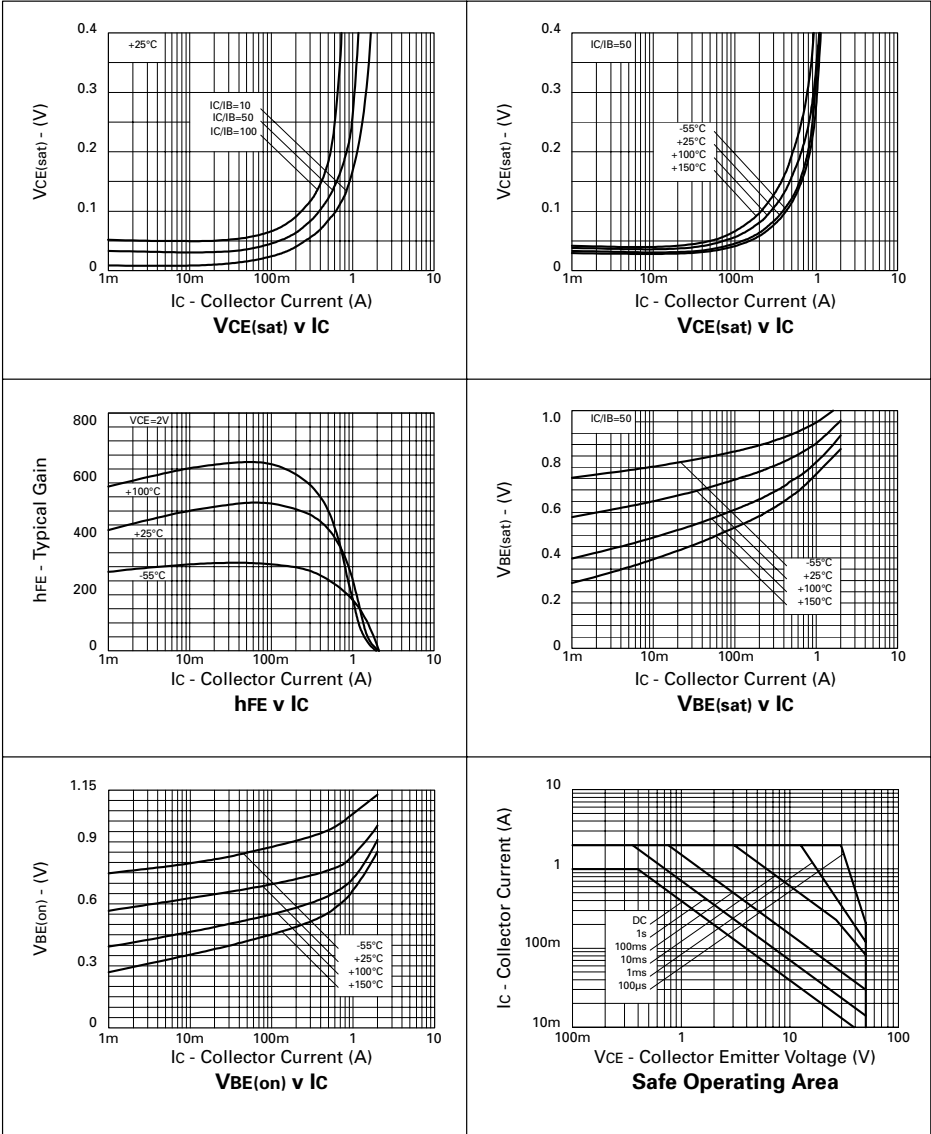 0.4
+25°C
0.3
IC/IB=10
IC/IB=50
IC/IB=100
0.2
0.1
0
VCE(sat) - (V)
1m 10m 100m 1 10
IC - Collector Current (A)
VCE(sat) v IC
0.4
IC/IB=50
0.3
-55°C
+25°C
+100°C
+150°C
0.2
0.1
0
VCE(sat) - (V)
1m 10m 100m 1 10
IC - Collector Current (A)
VCE(sat) v IC
800
VCE=2V
600
+100°C
400
+25°C
200
-55°C
0
hFE - Typical Gain
1m 10m 100m 1 10
IC - Collector Current (A)
hFE v IC
1.0
IC/IB=50
0.8
0.6
0.4
-55°C
+25°C
+100°C
+150°C
0.2
0
VBE(sat) - (V)
1m 10m 100m 1 10
IC - Collector Current (A)
VBE(sat) v IC
1.15
0.9
0.6
0.3
-55°C
+25°C
+100°C
+150°C
0
VBE(on) - (V)
1m 10m 100m 1 10
IC - Collector Current (A)
VBE(on) v IC
10
1
100m
10m
DC
1s
100ms
10ms
1ms
100µs
IC - Collector Current (A)
100m 1 10 100
VCE - Collector Emitter Voltage (V)
Safe Operating Area